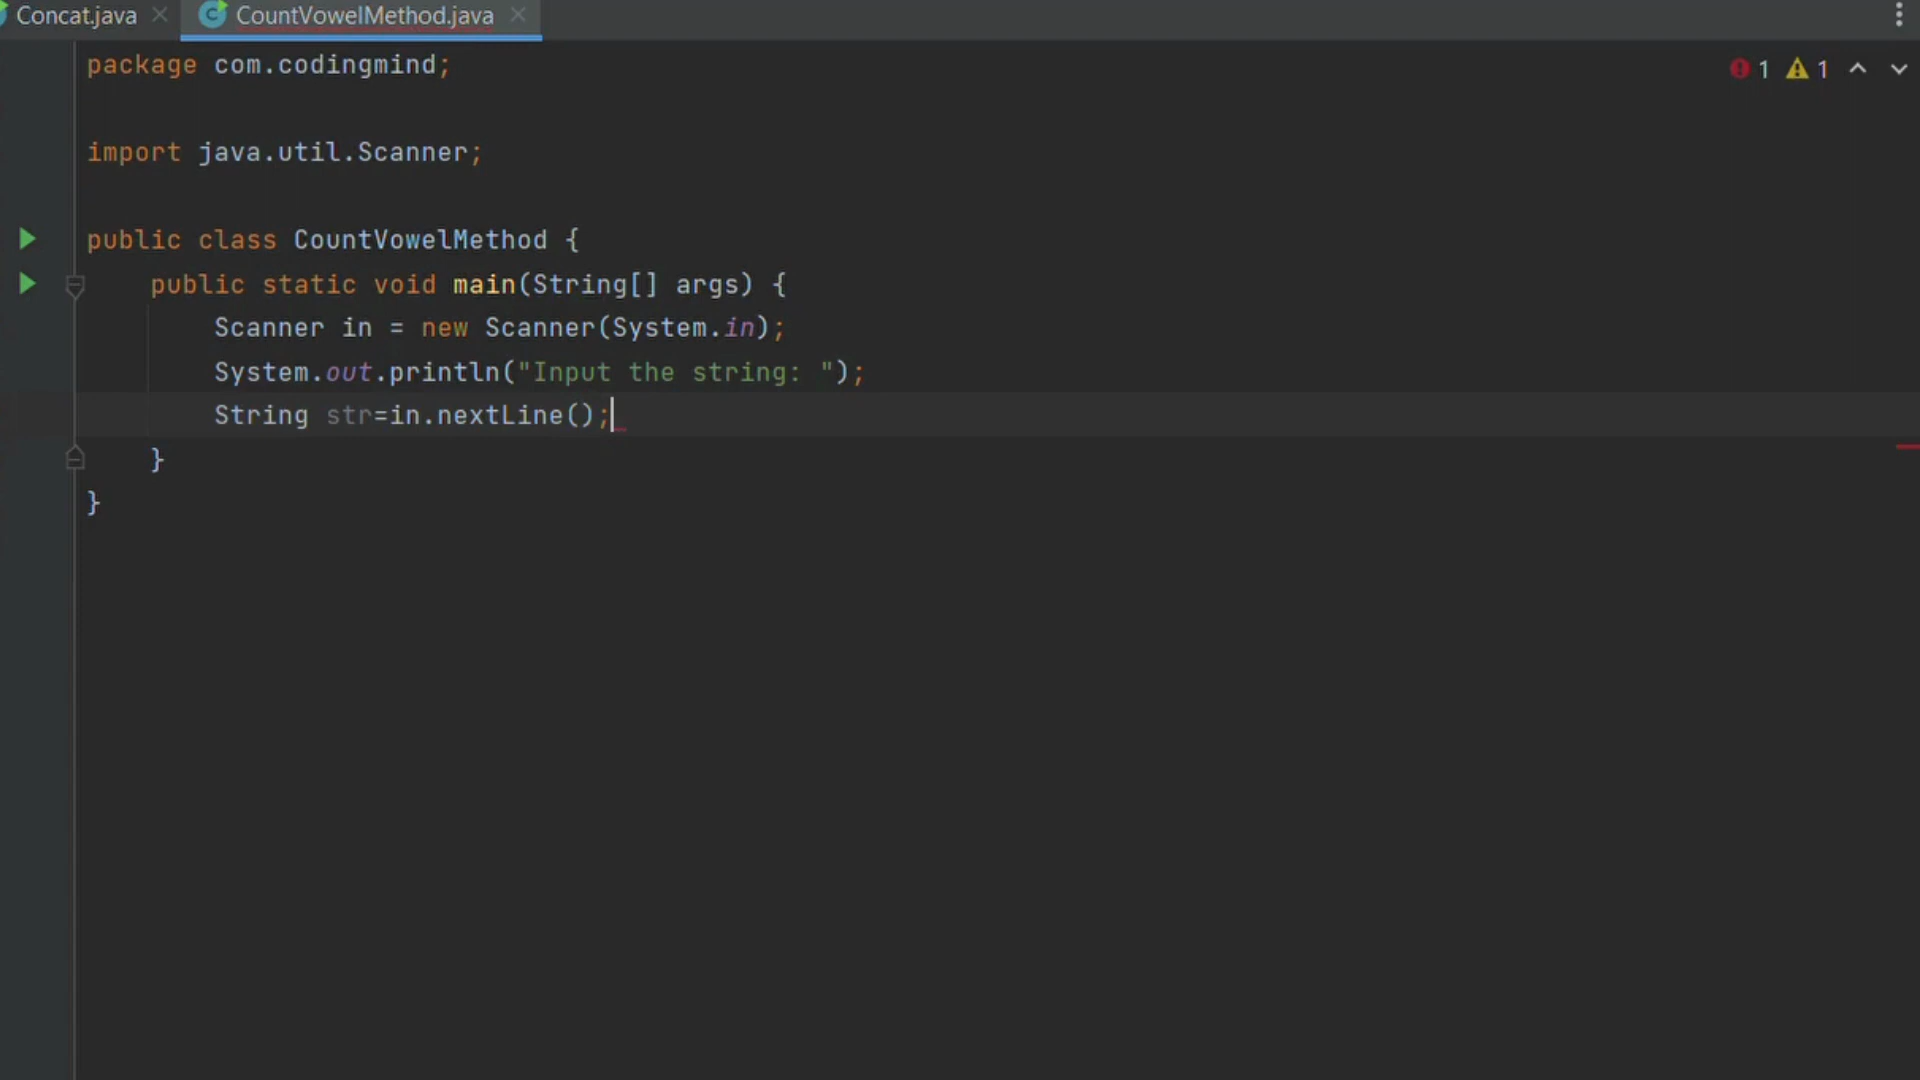 Concat.java CountVowelMethod.java
package com.codingmind;
1 1
import java.util.Scanner;
public class CountVowelMethod {
    public static void main(String[] args) {
        Scanner in = new Scanner(System.in);
        System.out.println("Input the string: ");
        String str=in.nextLine();
    }
}